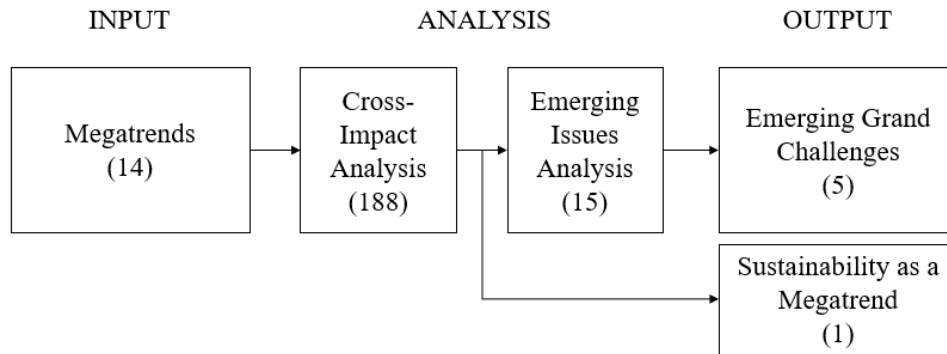 INPUT
ANALYSIS
OUTPUT
Megatrends
(14)
Cross-
Impact
Analysis
(188)
Emerging
Issues
Analysis
(15)
Emerging Grand
Challenges
(5)
Sustainability as a
Megatrend
(1)